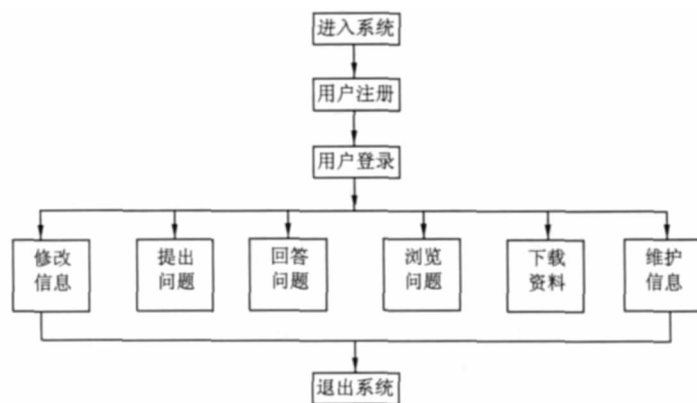 进入系统
用户注册
用户登录
修改
信息
提出
问题
回答
问题
浏览
问题
下载
资料
维护
信息
退出系统